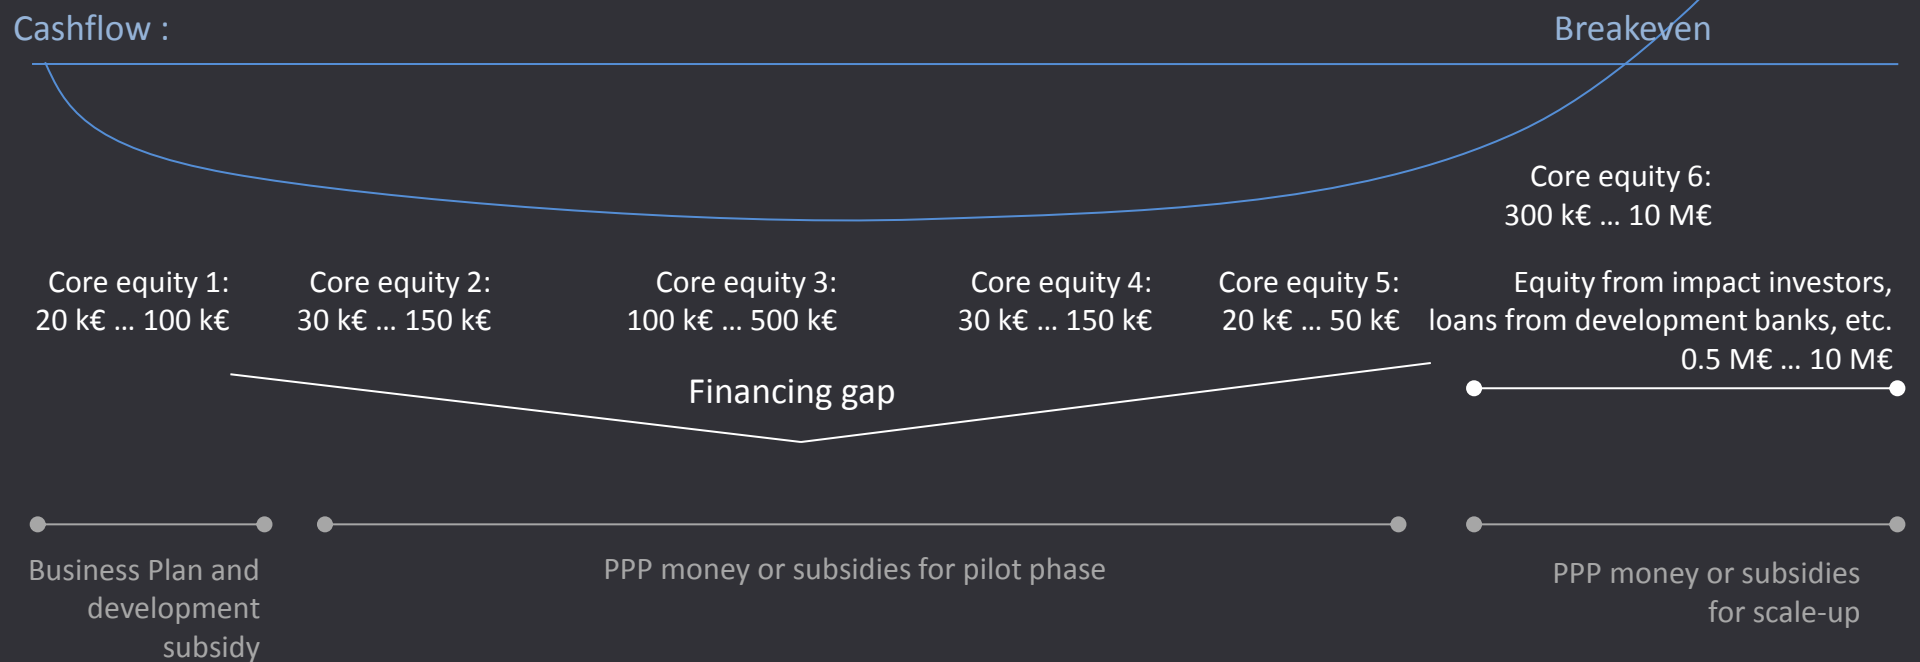 Cashflow :
Breakeven
Core equity 6:
300 k€ ... 10 M€
Core equity 1:
20 k€ ... 100 k€
Core equity 2:
30 k€ ... 150 k€
Core equity 3:
100 k€ ... 500 k€
Core equity 4:
30 k€ ... 150 k€
Core equity 5:
20 k€ ... 50 k€
Equity from impact investors,
loans from development banks, etc.
0.5 M€ ... 10 M€
Financing gap
Business Plan and
development
subsidy
PPP money or subsidies for pilot phase
PPP money or subsidies
for scale-up